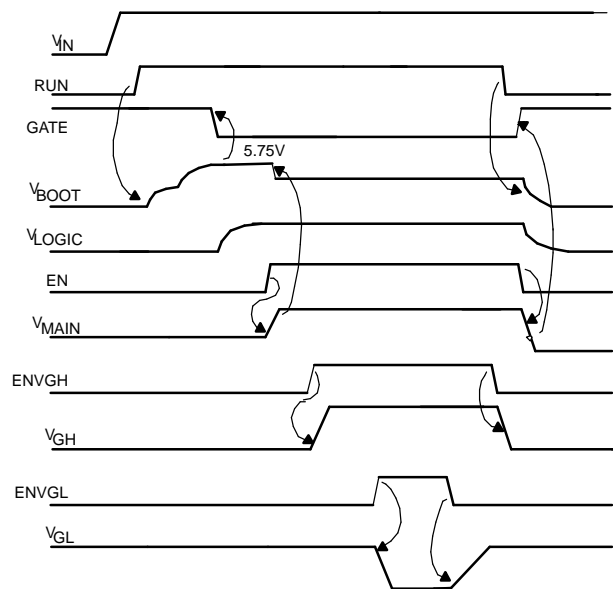 VIN
RUN
GATE
5.75V
VBOOT
VLOGIC
EN
VMAIN
ENVGH
VGH
ENVGL
VGL